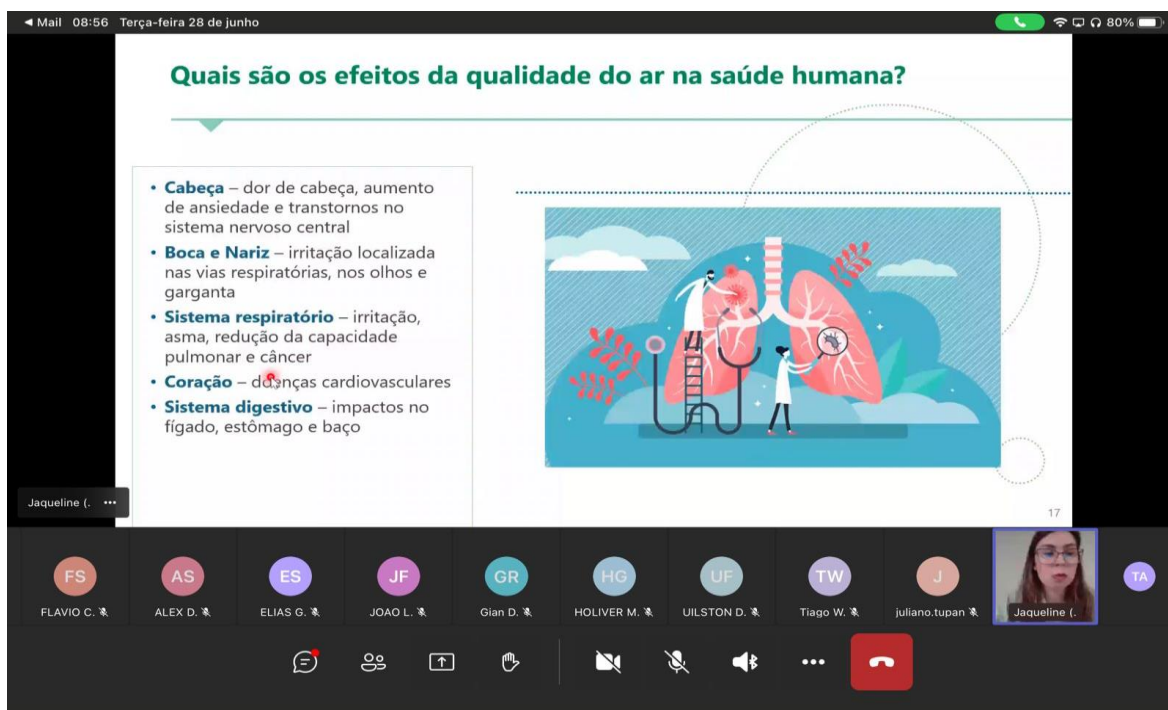 Mail 08:56 Terça-feira 28 de junho
80%
Quais são os efeitos da qualidade do ar na saúde humana?
• Cabeça – dor de cabeça, aumento
de ansiedade e transtornos no
sistema nervoso central
• Boca e Nariz – irritação localizada
nas vias respiratórias, nos olhos e
garganta
• Sistema respiratório – irritação,
asma, redução da capacidade
pulmonar e câncer
• Coração – doenças cardiovasculares
• Sistema digestivo – impactos no
fígado, estômago e baço
Jaqueline (. •••
17
FS AS ES JF GR HG UF TW J TA
FLAVIO C. ALEX D. ELIAS G. JOAO L. Gian D. HOLIVER M. UILSTON D. Tiago W. juliano.tupan Jaqueline (.